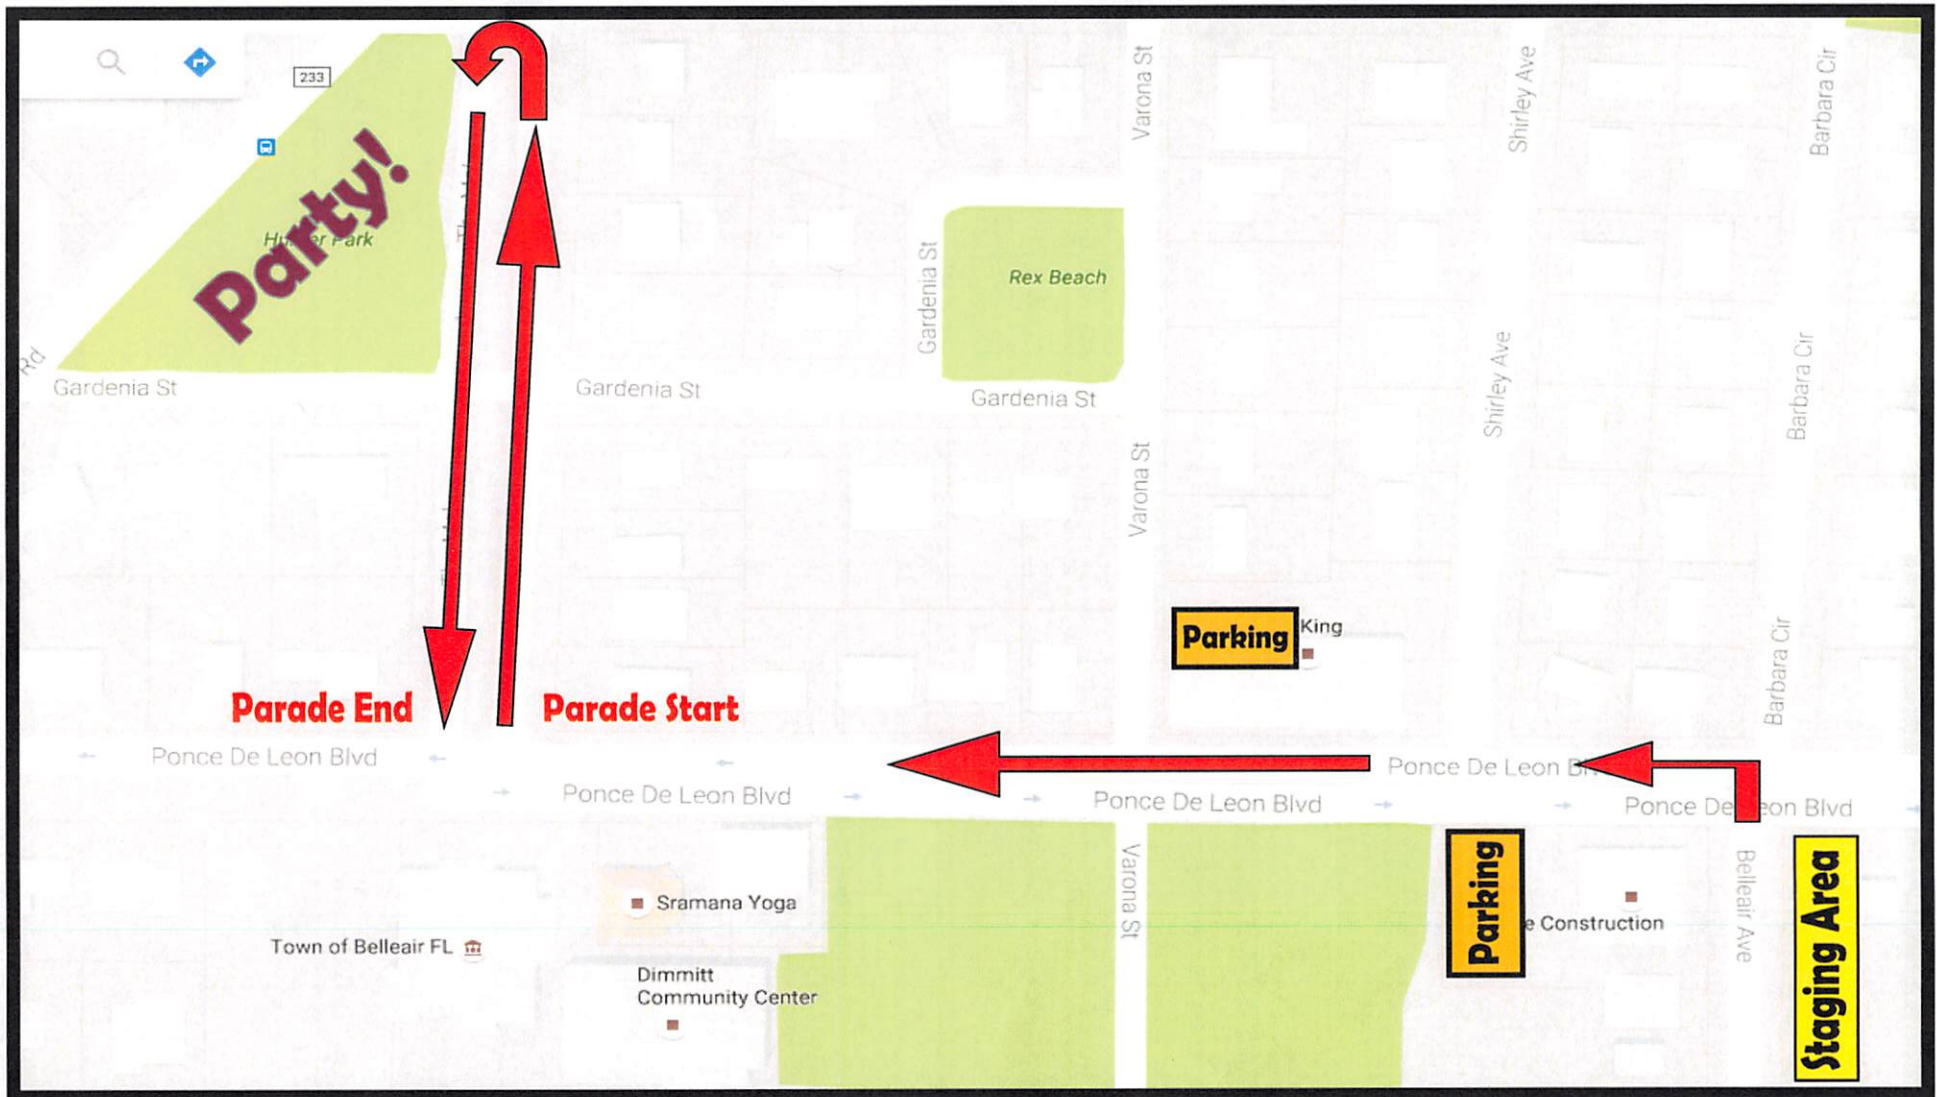 233
Party!
Rd
Gardenia St
Gardenia St
Gardenia St
Rex Beach
Gardenia St
Varona St
Varona St
Shirley Ave
Shirley Ave
Barbara Cir
Barbara Cir
Barbara Cir
Parking
King
Parade End
Parade Start
Ponce De Leon Blvd
Ponce De Leon
Ponce De Leon Blvd
Ponce De Leon Blvd
Ponce De Leon Blvd
Varona St
Parking
Construction
Belleair Ave
Staging Area
Sramana Yoga
Town of Belleair FL
Dimmitt
Community Center